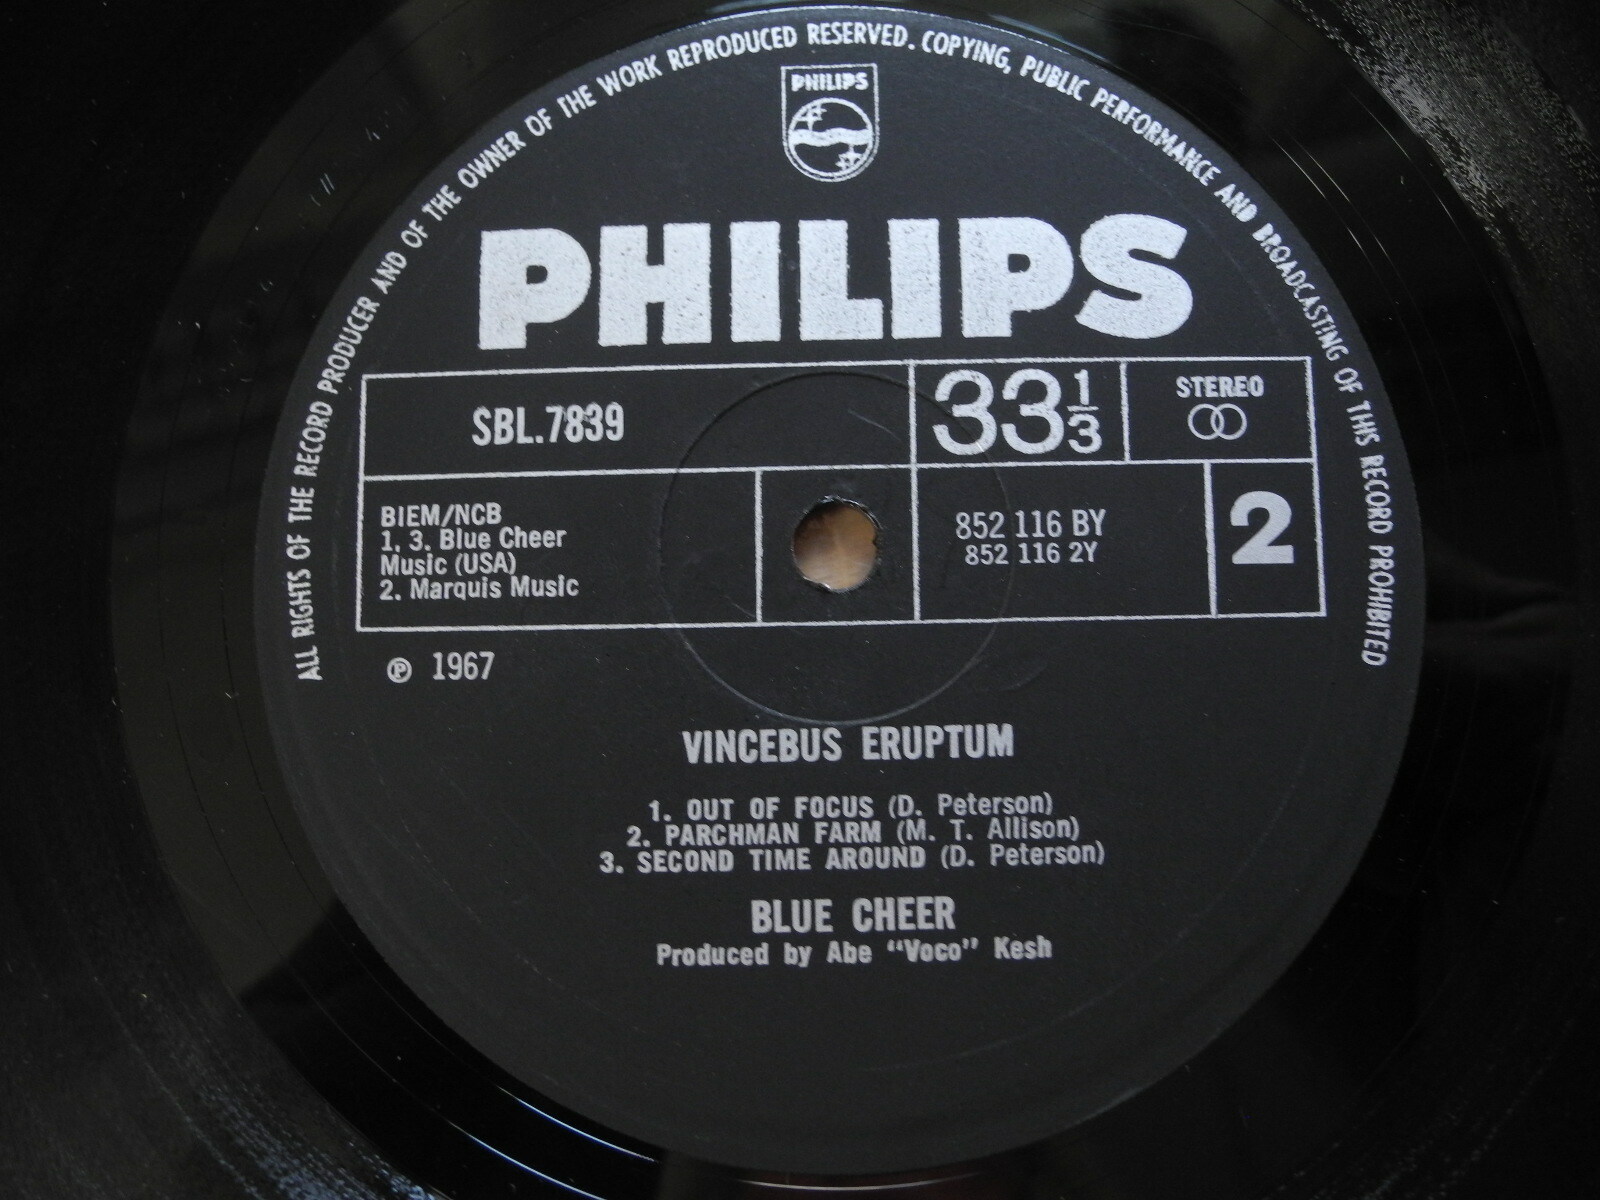 ALL RIGHTS OF THE RECORD PRODUCER AND OF THE OWNER OF THE WORK REPRODUCED RESERVED. COPYING, PUBLIC PERFORMANCE AND BROADCASTING OF THIS RECORD PROHIBITED
PHILIPS
PHILIPS
SBL.7839
33 1/3
STEREO
BIEM/NCB
1. 3. Blue Cheer
Music (USA)
2. Marquis Music
852 116 BY
852 116 2Y
2
℗ 1967
VINCEBUS ERUPTUM
1. OUT OF FOCUS (D. Peterson)
2. PARCHMAN FARM (M. T. Allison)
3. SECOND TIME AROUND (D. Peterson)
BLUE CHEER
Produced by Abe "Voco" Kesh